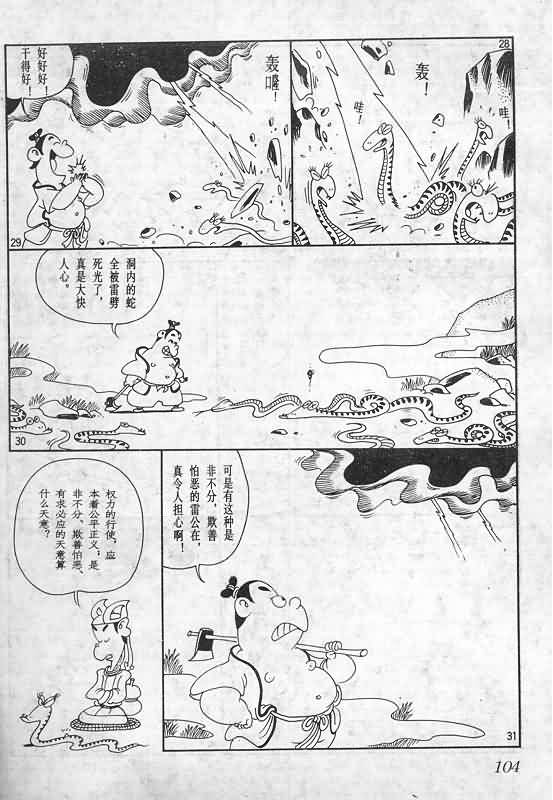 28
轰！
哇！
哇！
轰
喔！
好好好！
干得好！
29
洞内的蛇
全被雷劈
死光了，
真是大快
人心。
30
可是有这种是
非不分，欺善
怕恶的雷公在，
真令人担心啊！
31
权力的行使，应
本着公平正义，是
非不分、欺善怕恶、
有求必应的天意算
什么天意？
104